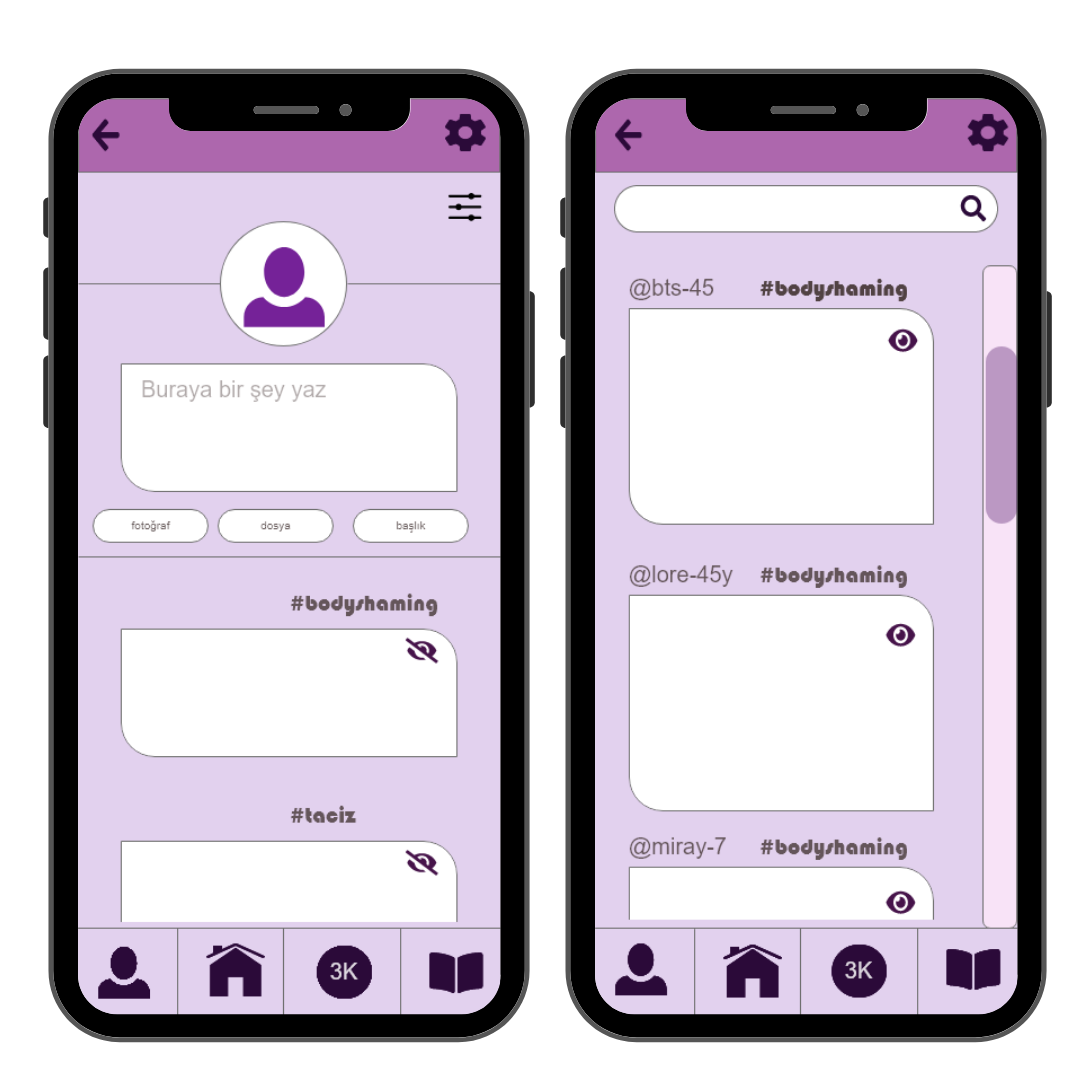 Buraya bir şey yaz
fotoğraf
dosya
başlık
#bodyshaming
#taciz
3K
@bts-45 #bodyshaming
@lore-45y #bodyshaming
@miray-7 #bodyshaming
3K